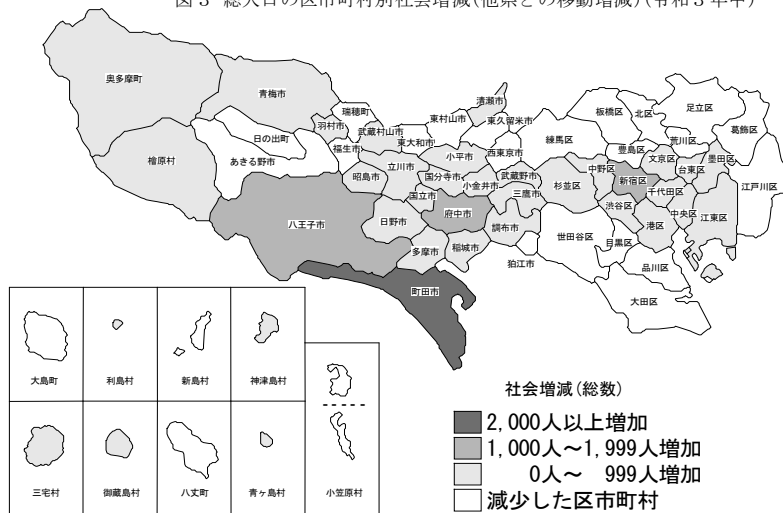 図3 総人口の区市町村別社会増減(他県との移動増減)(令和3年中)
奥多摩町
青梅市
瑞穂町
清瀬市
東村山市
東久留米市
羽村市
武蔵村山市
東大和市
日の出町
福生市
あきる野市
檜原村
昭島市
立川市
小平市
西東京市
国分寺市
小金井市
武蔵野市
三鷹市
国立市
府中市
八王子市
日野市
多摩市
稲城市
調布市
狛江市
町田市
練馬区
板橋区
北区
足立区
葛飾区
荒川区
豊島区
文京区
台東区
墨田区
中野区
新宿区
千代田区
杉並区
渋谷区
港区
中央区
江東区
江戸川区
世田谷区
目黒区
品川区
大田区
大島町
利島村
新島村
神津島村
三宅村
御蔵島村
八丈町
青ヶ島村
小笠原村
社会増減(総数)
2,000人以上増加
1,000人~1,999人増加
0人~ 999人増加
減少した区市町村